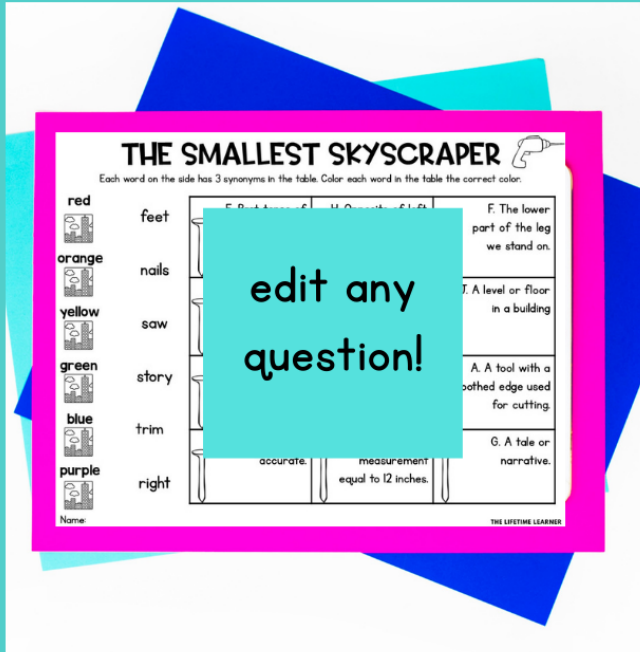 THE SMALLEST SKYSCRAPER
Each word on the side has 3 synonyms in the table. Color each word in the table the correct color.
red
feet
orange
nails
yellow
saw
green
story
blue
trim
purple
right
F. The lower
part of the leg
we stand on.
J. A level or floor
in a building
A. A tool with a
used
for cutting.
G. A tale or
narrative.
accurate.
measurement
equal to 12 inches.
edit any
question!
Name:
THE LIFETIME LEARNER